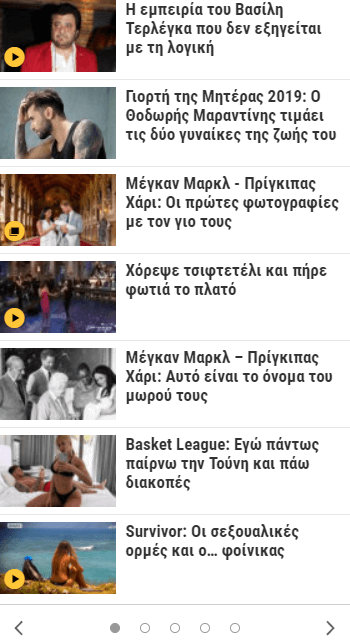 Η εμπειρία του Βασίλη
Τερλέγκα που δεν εξηγείται
με τη λογική
Γιορτή της Μητέρας 2019: Ο
Θοδωρής Μαραντίνης τιμάει
τις δύο γυναίκες της ζωής του
Μέγκαν Μαρκλ - Πρίγκιπας
Χάρι: Οι πρώτες φωτογραφίες
με τον γιο τους
Χόρεψε τσιφτετέλι και πήρε
φωτιά το πλατό
Μέγκαν Μαρκλ – Πρίγκιπας
Χάρι: Αυτό είναι το όνομα του
μωρού τους
Basket League: Εγώ πάντως
παίρνω την Τούνη και πάω
διακοπές
Survivor: Οι σεξουαλικές
ορμές και ο... φοίνικας